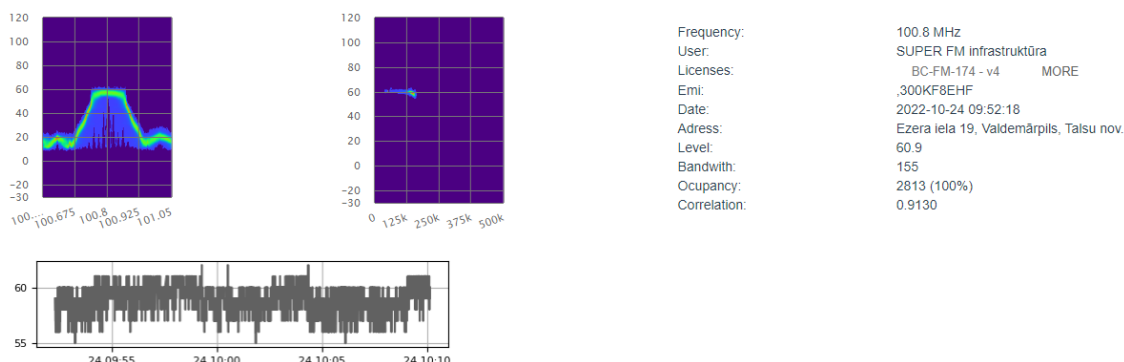 120
100
80
60
40
20
0
−20
−30
100.... 100.675 100.8 100.925 101.05
120
100
80
60
40
20
0
−20
−30
0 125k 250k 375k 500k
Frequency: 100.8 MHz
User: SUPER FM infrastruktūra
Licenses: BC-FM-174 - v4 MORE
Emi: ,300KF8EHF
Date: 2022-10-24 09:52:18
Adress: Ezera iela 19, Valdemārpils, Talsu nov.
Level: 60.9
Bandwith: 155
Ocupancy: 2813 (100%)
Correlation: 0.9130
60
55
24 09:55 24 10:00 24 10:05 24 10:10